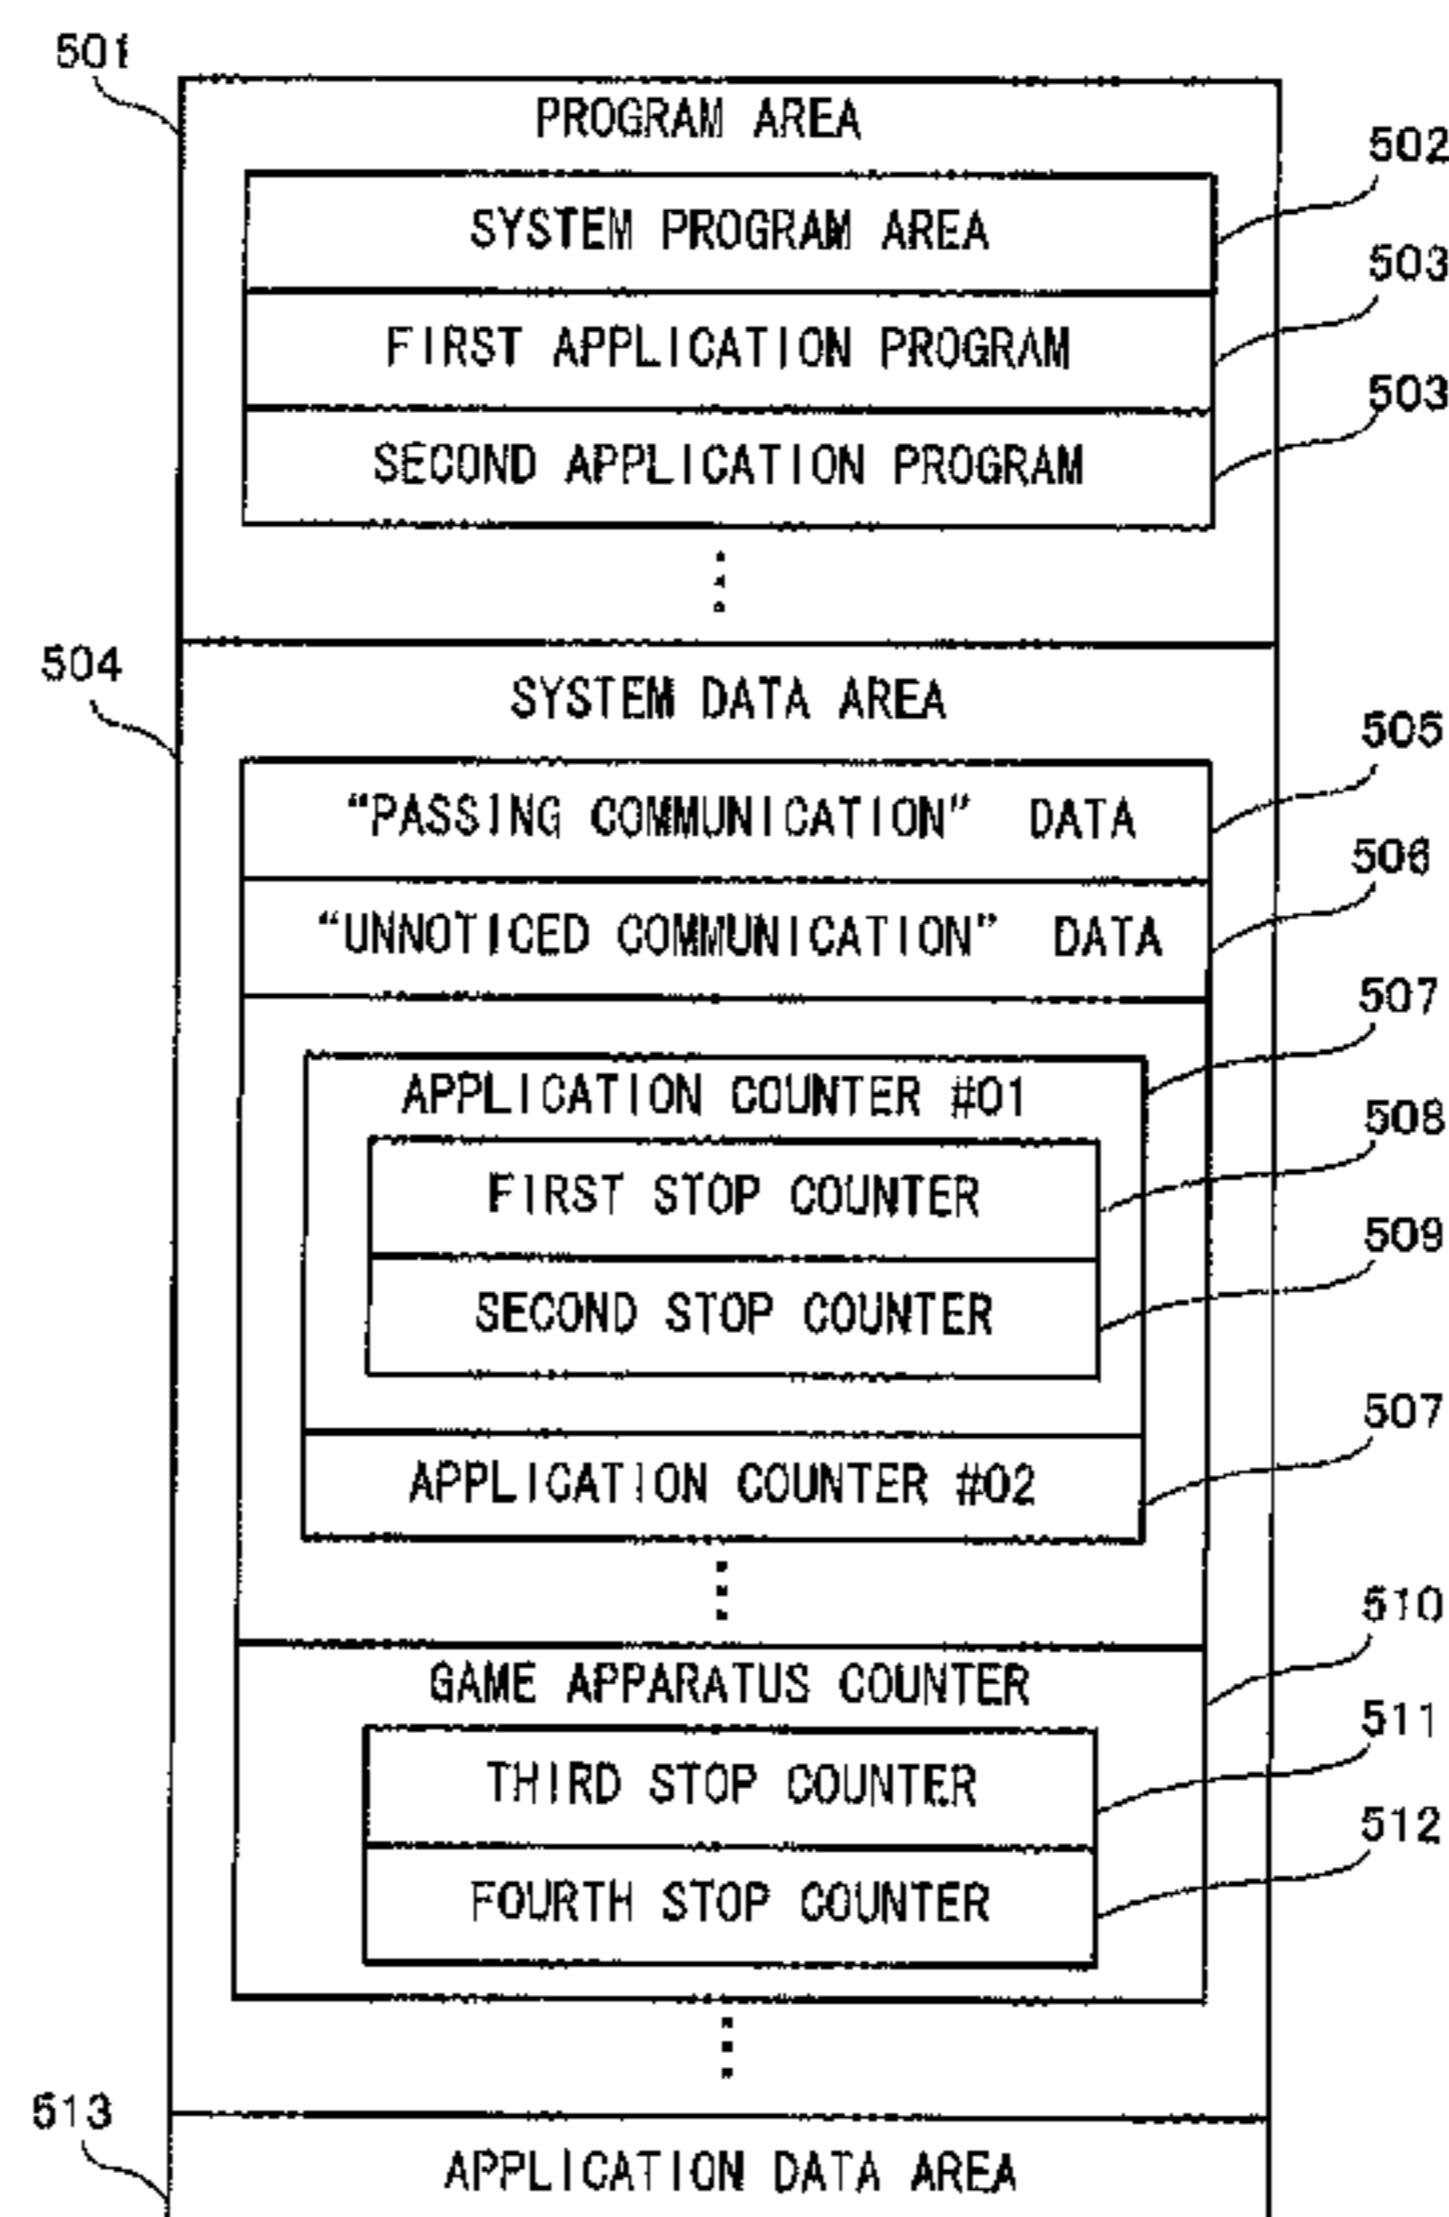 501
PROGRAM AREA
502
SYSTEM PROGRAM AREA
503
FIRST APPLICATION PROGRAM
503
SECOND APPLICATION PROGRAM
504
SYSTEM DATA AREA
505
“PASSING COMMUNICATION” DATA
506
“UNNOTICED COMMUNICATION” DATA
507
APPLICATION COUNTER #01
508
FIRST STOP COUNTER
509
SECOND STOP COUNTER
507
APPLICATION COUNTER #02
510
GAME APPARATUS COUNTER
511
THIRD STOP COUNTER
512
FOURTH STOP COUNTER
513
APPLICATION DATA AREA